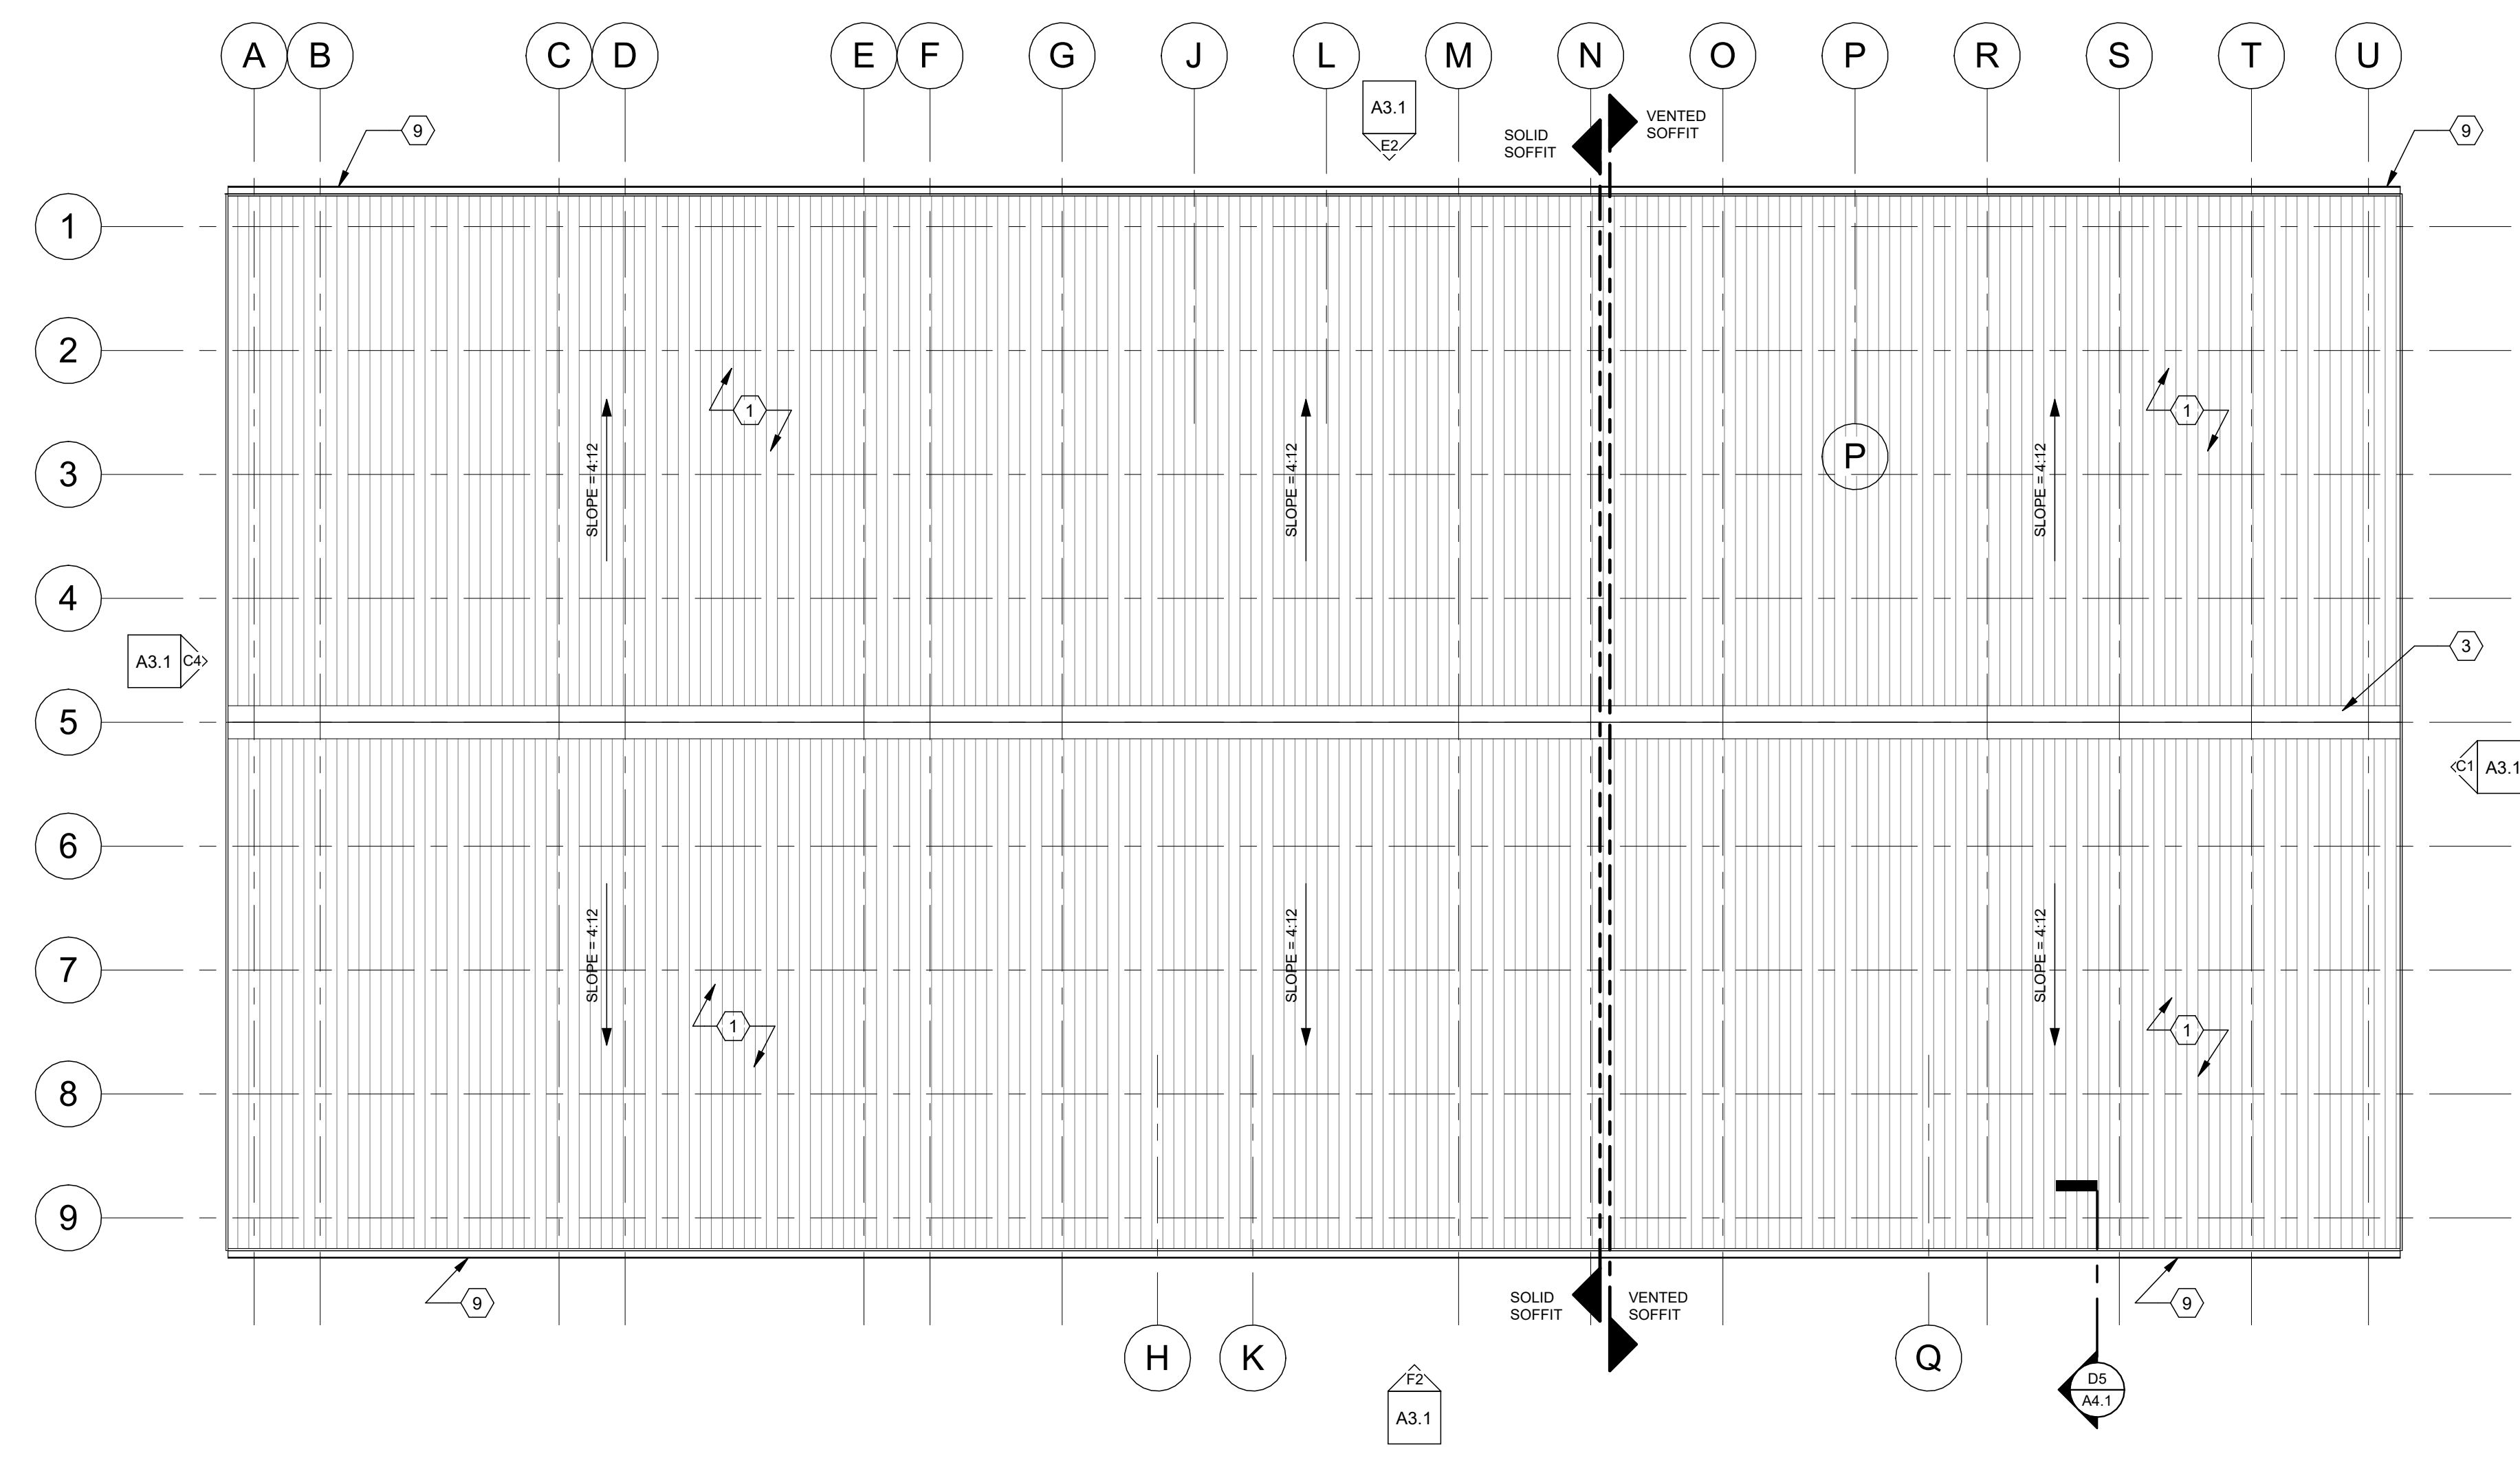 A B C D E F G J L M N O P R S T U
A3.1
E2
SOLID
SOFFIT
VENTED
SOFFIT
9
9
1
2
1
1
3
SLOPE = 4:12
SLOPE = 4:12
SLOPE = 4:12
P
4
A3.1
C4
3
5
C1
A3.1
6
7
SLOPE = 4:12
SLOPE = 4:12
SLOPE = 4:12
1
1
8
9
9
SOLID
SOFFIT
VENTED
SOFFIT
9
H K Q
F2
A3.1
D5
A4.1